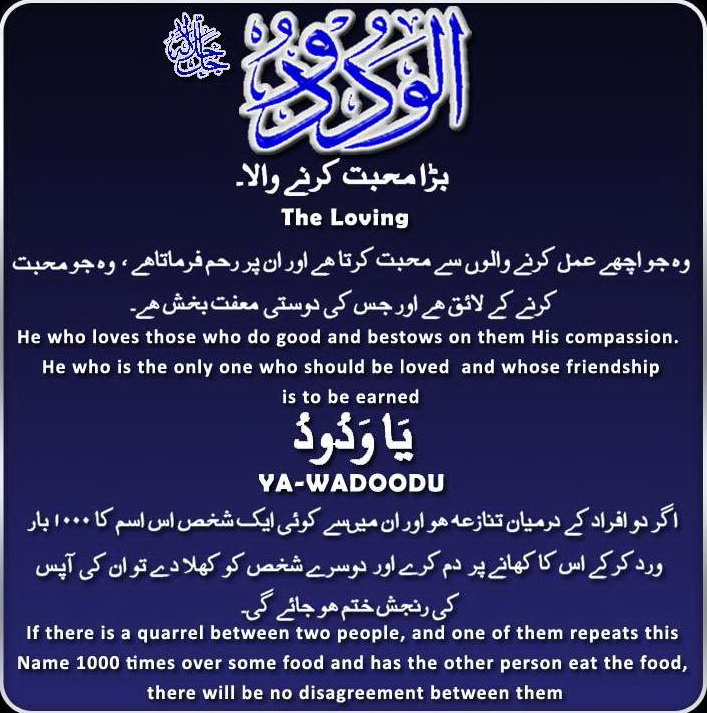 الودود جل جلالہ
بڑا محبت کرنے والا۔
The Loving
وہ جو اچھے عمل کرنے والوں سے محبت کرتا ھے اور ان پر رحم فرماتا ھے ، وہ جو محبت
کرنے کے لائق ھے اور جس کی دوستی معفت بخش ھے۔
He who loves those who do good and bestows on them His compassion.
He who is the only one who should be loved and whose friendship
is to be earned
یَا وَدُودُ
YA-WADOODU
اگر دو افراد کے درمیان تنازعہ ھو اور ان میں سے کوئی ایک شخص اس اسم کا ۱۰۰۰ بار
ورد کر کے اس کا کھانے پر دم کرے اور دوسرے شخص کو کھلا دے تو ان کی آپس
کی رنجش ختم ھو جائے گی۔
If there is a quarrel between two people, and one of them repeats this
Name 1000 times over some food and has the other person eat the food,
there will be no disagreement between them